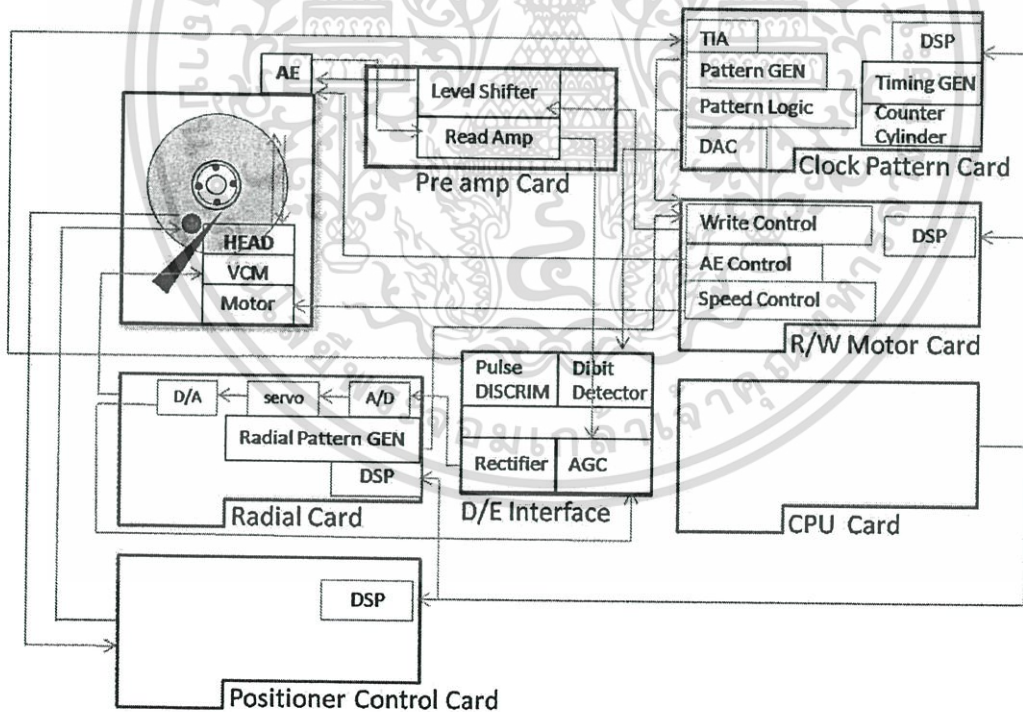 AE
HEAD
VCM
Motor
Level Shifter
Read Amp
Pre amp Card
TIA
DSP
Pattern GEN
Timing GEN
Pattern Logic
Counter
Cylinder
DAC
Clock Pattern Card
Write Control
DSP
AE Control
Speed Control
R/W Motor Card
D/A
servo
A/D
Radial Pattern GEN
DSP
Radial Card
Pulse
DISCRIM
Dibit
Detector
Rectifier
AGC
D/E Interface
CPU Card
DSP
Positioner Control Card